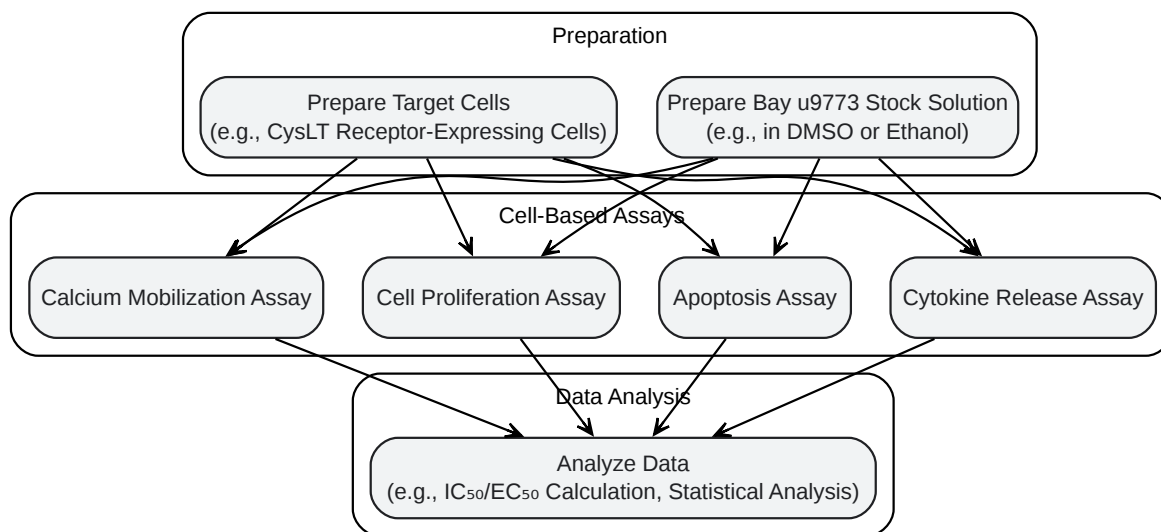 Preparation
Prepare Target Cells
(e.g., CysLT Receptor-Expressing Cells)
Prepare Bay u9773 Stock Solution
(e.g., in DMSO or Ethanol)
Cell-Based Assays
Calcium Mobilization Assay
Cell Proliferation Assay
Apoptosis Assay
Cytokine Release Assay
Data Analysis
Analyze Data
(e.g., IC₅₀/EC₅₀ Calculation, Statistical Analysis)